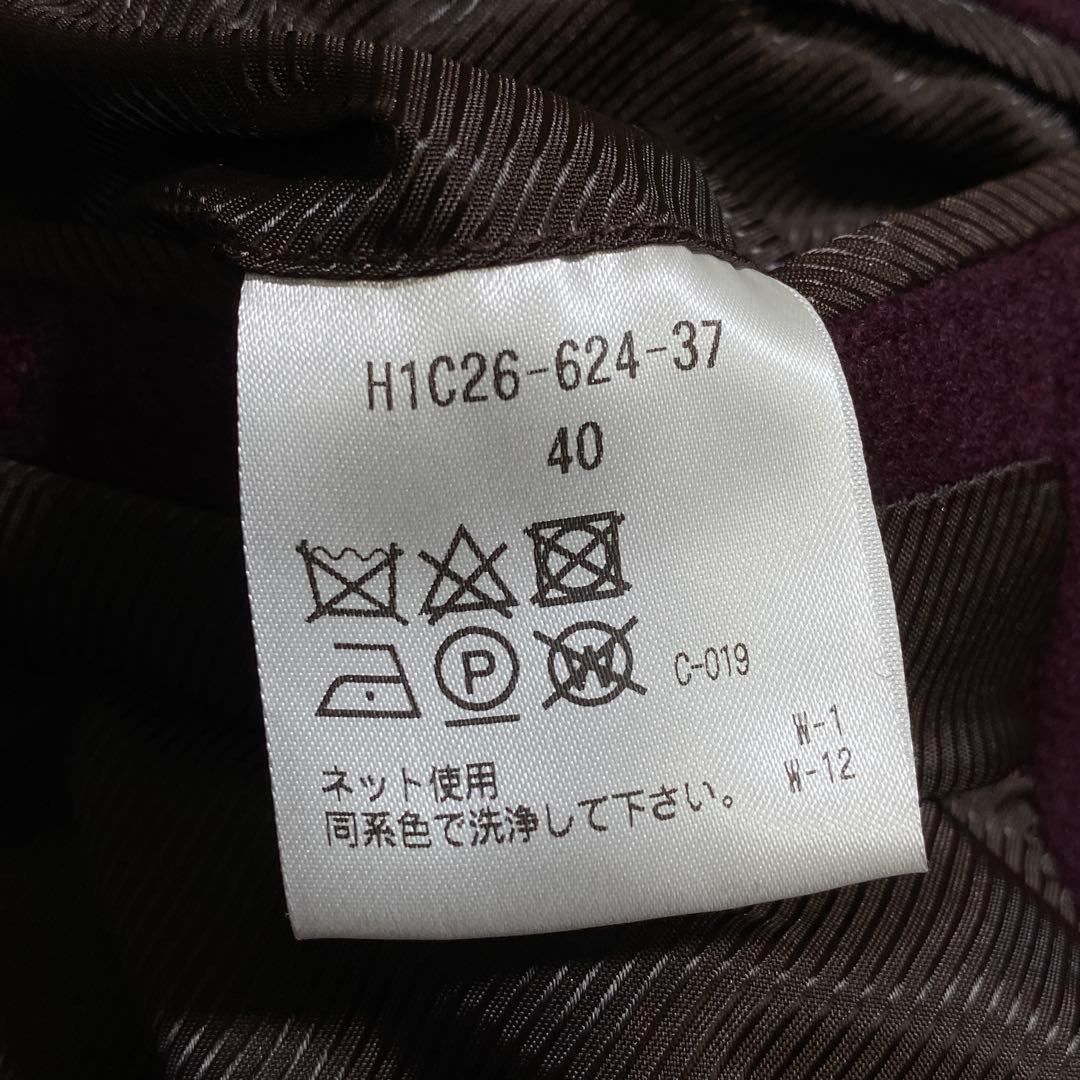 H1C26-624-37
40
P
W
C-019
W-1
W-12
ネット使用
同系色で洗浄して下さい。